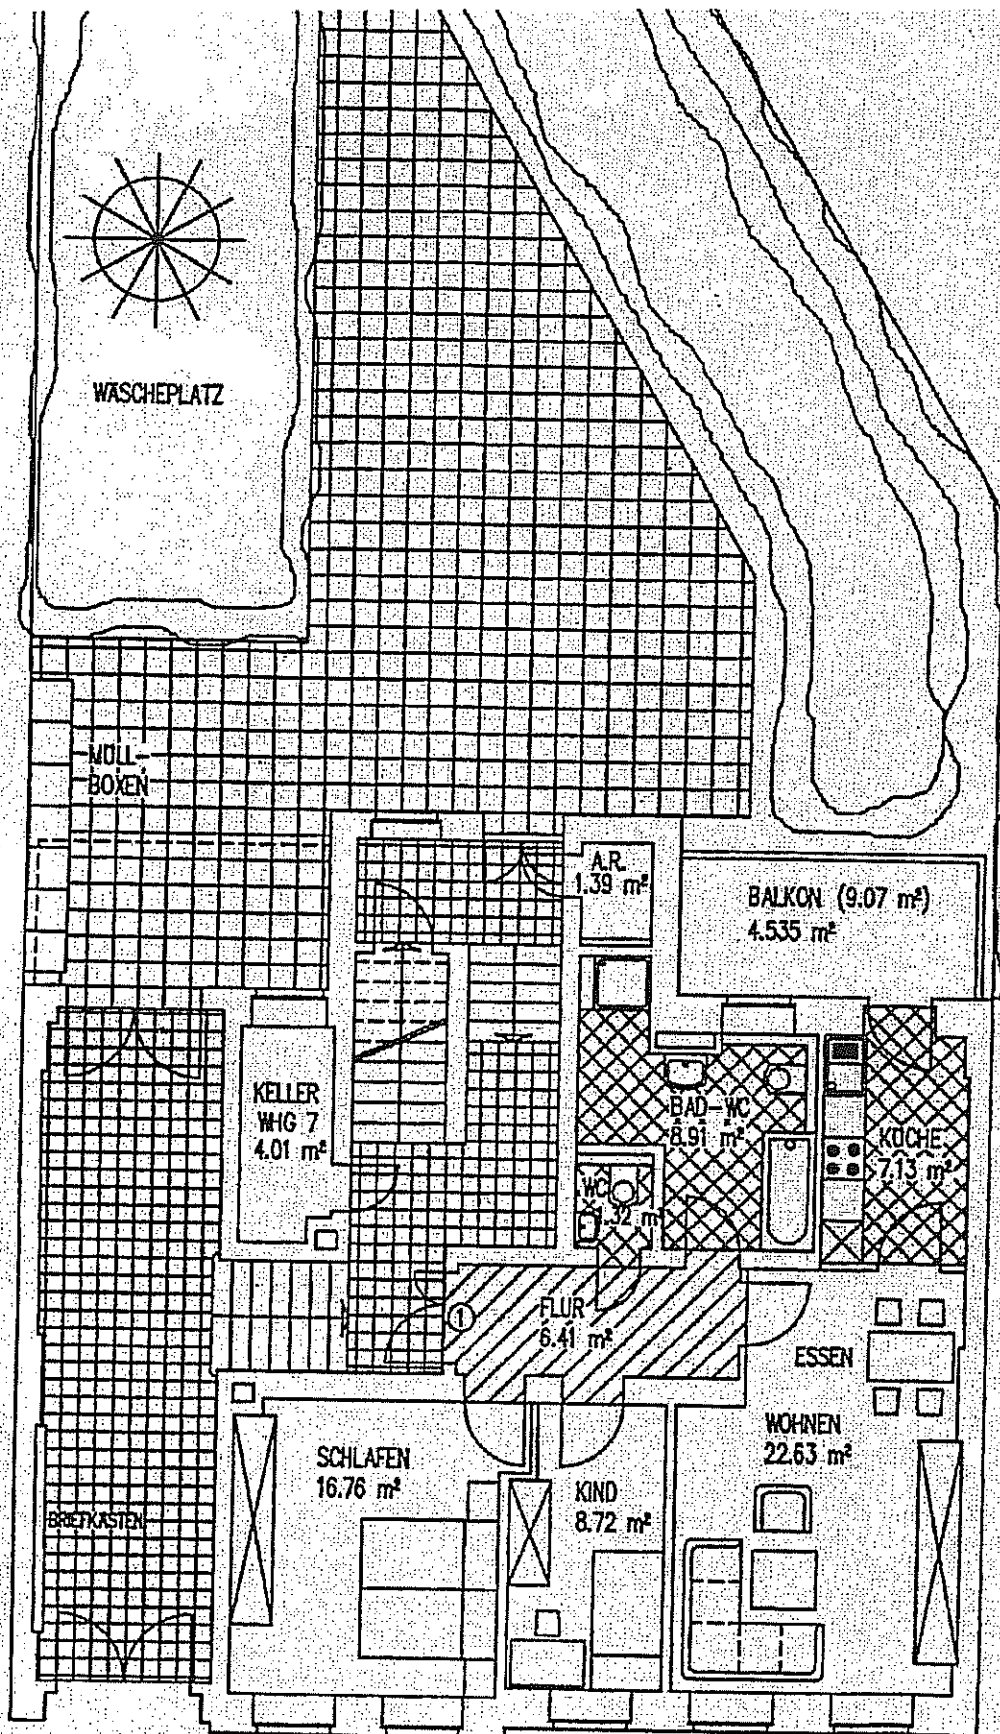 WÄSCHEPLATZ
MÜLL-
BOXEN
A.R.
1.39 m²
BALKON (9.07 m²)
4.535 m²
KELLER
WHG 7
4.01 m²
BAD-WC
8.91 m²
KÜCHE
7.13 m²
WC
1.32 m²
1
FLUR
6.41 m²
ESSEN
WOHNEN
22.63 m²
SCHLAFEN
16.76 m²
KIND
8.72 m²
BRIEFKÄSTEN